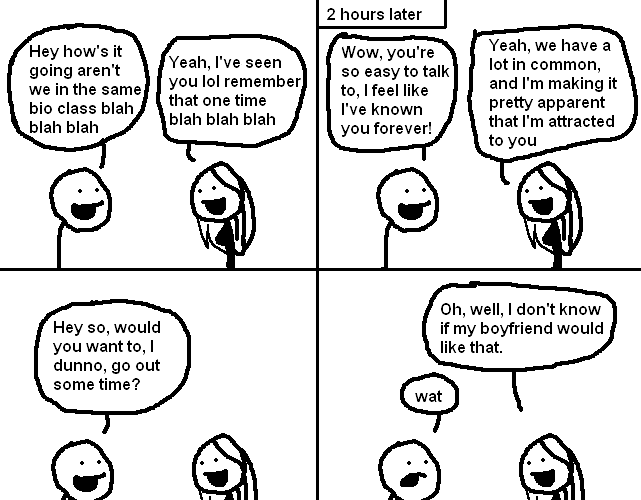 Hey how's it
going aren't
we in the same
bio class blah
blah blah
Yeah, I've seen
you lol remember
that one time
blah blah blah
2 hours later
Wow, you're
so easy to talk
to, I feel like
I've known
you forever!
Yeah, we have a
lot in common,
and I'm making it
pretty apparent
that I'm attracted
to you
Hey so, would
you want to, I
dunno, go out
some time?
Oh, well, I don't know
if my boyfriend would
like that.
wat